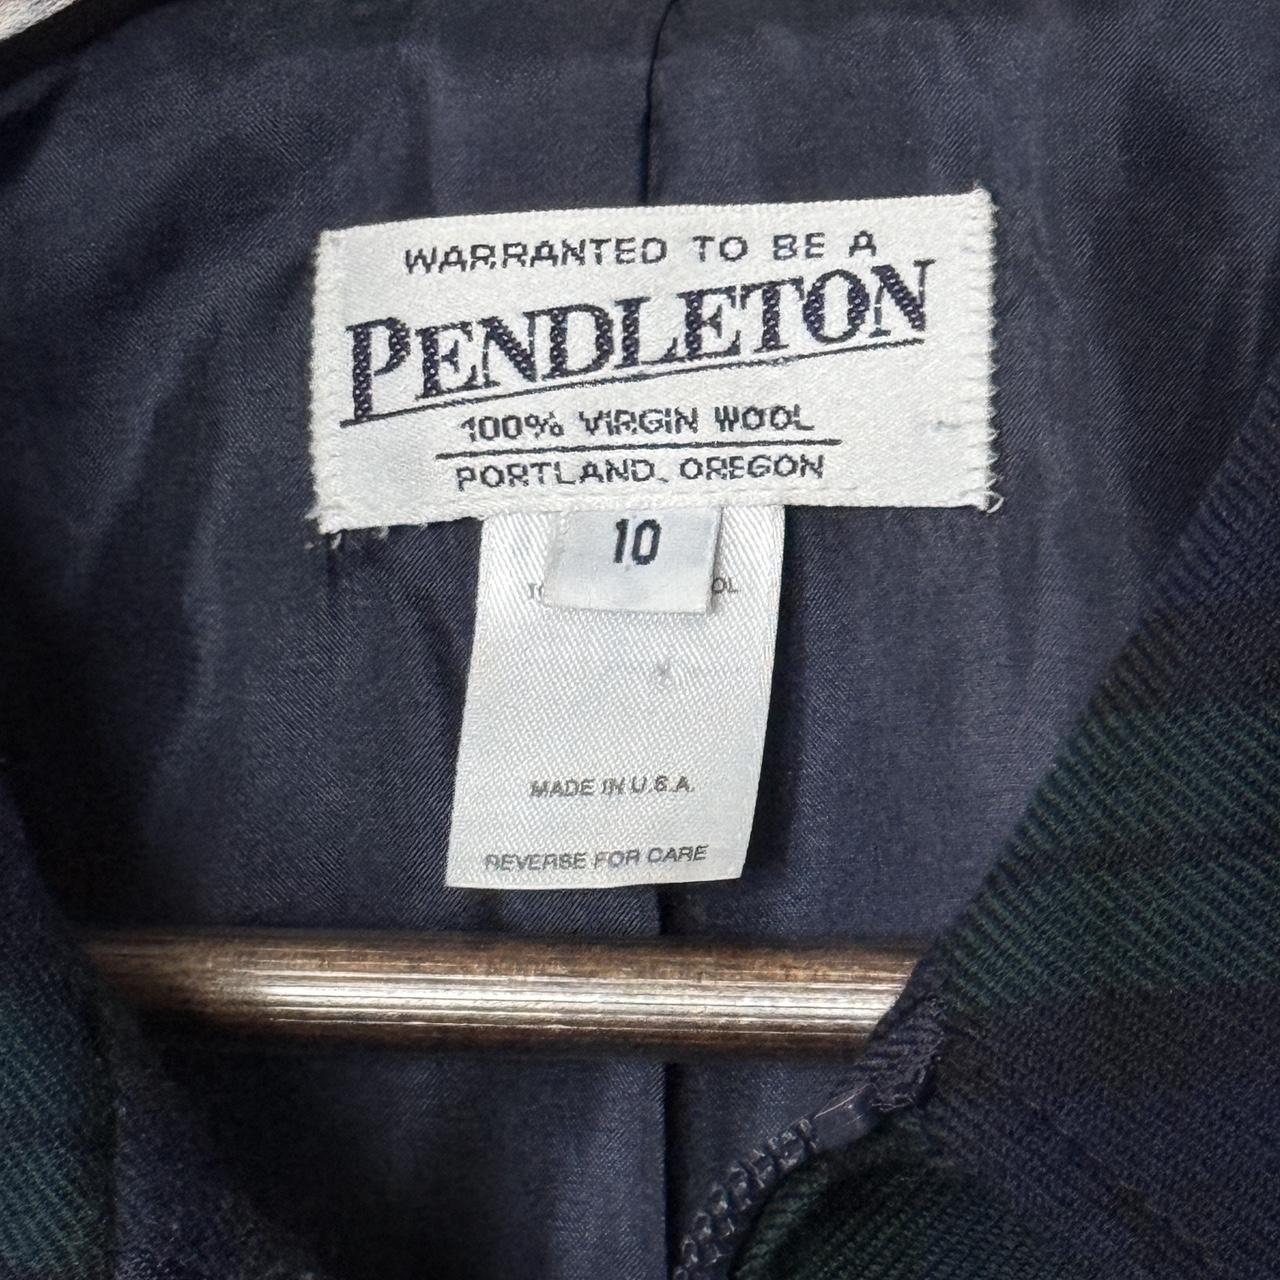 WARRANTED TO BE A
PENDLETON
100% VIRGIN WOOL
PORTLAND, OREGON
10
MADE IN U.S.A.
REVERSE FOR CARE